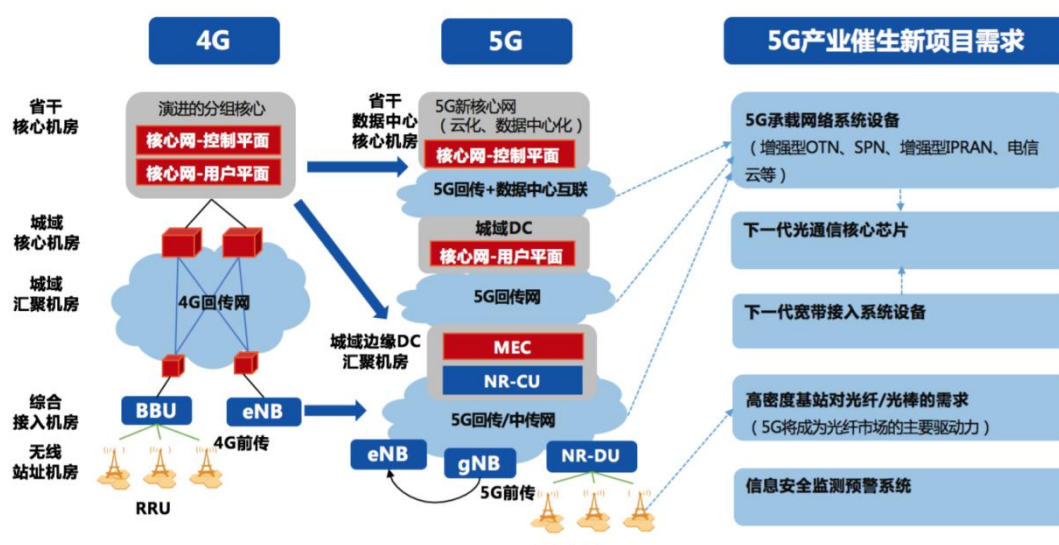 4G
5G
5G产业催生新项目需求
省干
核心机房
演进的分组核心
核心网-控制平面
核心网-用户平面
城域
核心机房
城域
汇聚机房
4G回传网
综合
接入机房
BBU
eNB
4G前传
无线
站址机房
RRU
省干
数据中心
核心机房
5G新核心网
（云化、数据中心化）
核心网-控制平面
5G回传+数据中心互联
城域DC
核心网-用户平面
5G回传网
城域边缘DC
汇聚机房
MEC
NR-CU
5G回传/中传网
eNB
gNB
NR-DU
5G前传
5G承载网络系统设备
（增强型OTN、SPN、增强型IPRAN、电信
云等）
下一代光通信核心芯片
下一代宽带接入系统设备
高密度基站对光纤/光棒的需求
（5G将成为光纤市场的主要驱动力）
信息安全监测预警系统